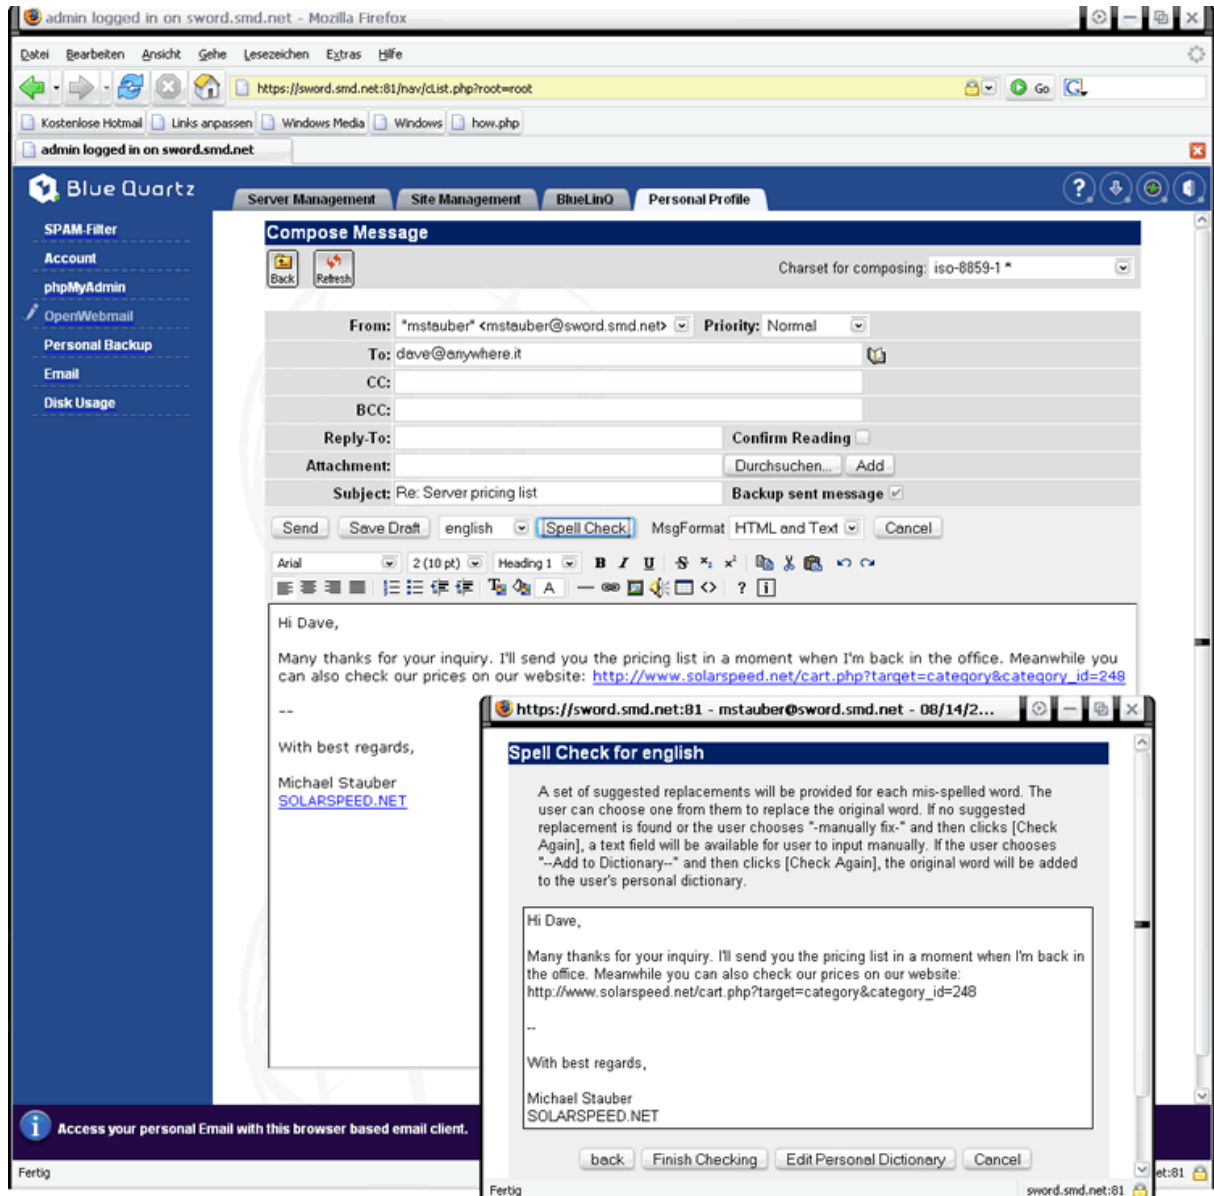 admin logged in on sword.smd.net - Mozilla Firefox
Datei Bearbeiten Ansicht Gehe Lesezeichen Extras Hilfe
https://sword.smd.net:81/nav/cList.php?root=root
Go
Kostenlose Hotmail Links anpassen Windows Media Windows how.php
admin logged in on sword.smd.net
Blue Quartz
Server Management Site Management BlueLinQ Personal Profile
SPAM-Filter
Account
phpMyAdmin
OpenWebmail
Personal Backup
Email
Disk Usage
Compose Message
Back Refresh
Charset for composing: iso-8859-1 *
From: "mstauber" <mstauber@sword.smd.net> Priority: Normal
To: dave@anywhere.it
CC:
BCC:
Reply-To: Confirm Reading
Attachment: Durchsuchen... Add
Subject: Re: Server pricing list Backup sent message
Send Save Draft english Spell Check MsgFormat HTML and Text Cancel
Arial 2 (10 pt) Heading 1 B I U S x₂ x²
T A A ? i
Hi Dave,
Many thanks for your inquiry. I'll send you the pricing list in a moment when I'm back in the office. Meanwhile you
can also check our prices on our website: http://www.solarspeed.net/cart.php?target=category&category_id=248
--
With best regards,
Michael Stauber
SOLARSPEED.NET
https://sword.smd.net:81 - mstauber@sword.smd.net - 08/14/2...
Spell Check for english
A set of suggested replacements will be provided for each mis-spelled word. The
user can choose one from them to replace the original word. If no suggested
replacement is found or the user chooses "-manually fix-" and then clicks [Check
Again], a text field will be available for user to input manually. If the user chooses
"--Add to Dictionary--" and then clicks [Check Again], the original word will be added
to the user's personal dictionary.
Hi Dave,
Many thanks for your inquiry. I'll send you the pricing list in a moment when I'm back in
the office. Meanwhile you can also check our prices on our website:
http://www.solarspeed.net/cart.php?target=category&category_id=248
--
With best regards,
Michael Stauber
SOLARSPEED.NET
back Finish Checking Edit Personal Dictionary Cancel
Fertig sword.smd.net:81
Access your personal Email with this browser based email client.
Fertig et:81